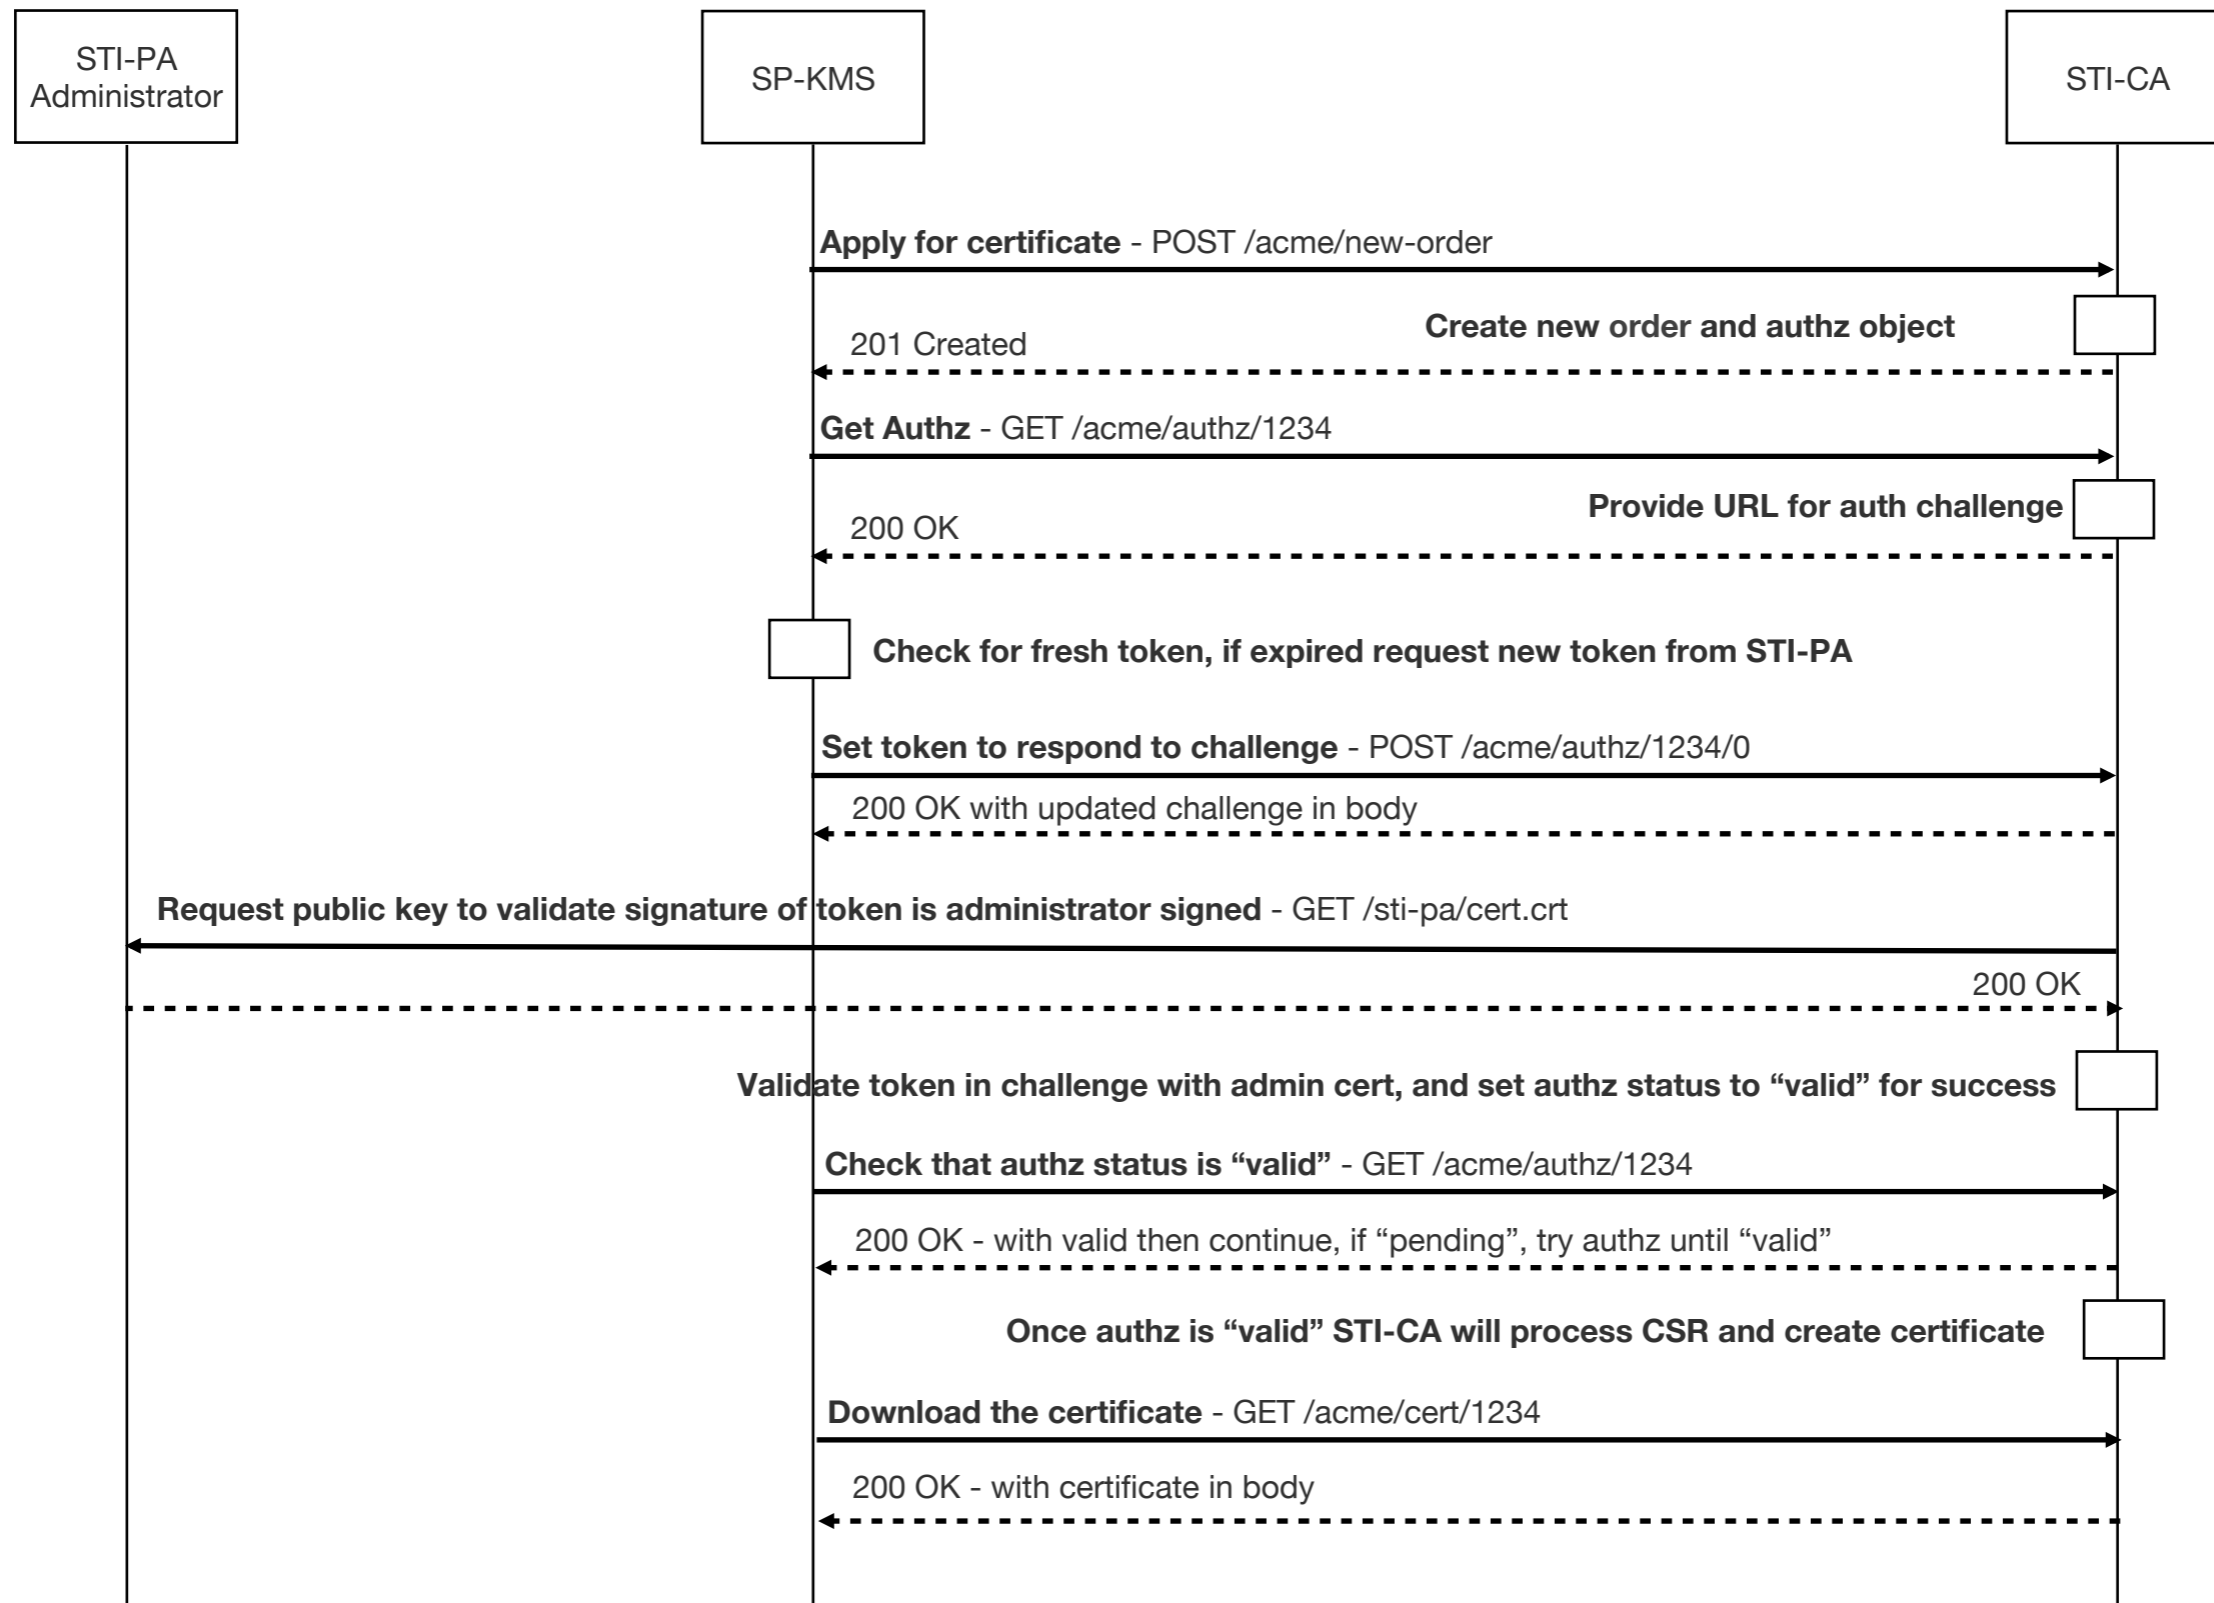 STI-PA
Administrator
SP-KMS
STI-CA
Apply for certificate - POST /acme/new-order
Create new order and authz object
201 Created
Get Authz - GET /acme/authz/1234
Provide URL for auth challenge
200 OK
Check for fresh token, if expired request new token from STI-PA
Set token to respond to challenge - POST /acme/authz/1234/0
200 OK with updated challenge in body
Request public key to validate signature of token is administrator signed - GET /sti-pa/cert.crt
200 OK
Validate token in challenge with admin cert, and set authz status to “valid” for success
Check that authz status is “valid” - GET /acme/authz/1234
200 OK - with valid then continue, if “pending”, try authz until “valid”
Once authz is “valid” STI-CA will process CSR and create certificate
Download the certificate - GET /acme/cert/1234
200 OK - with certificate in body